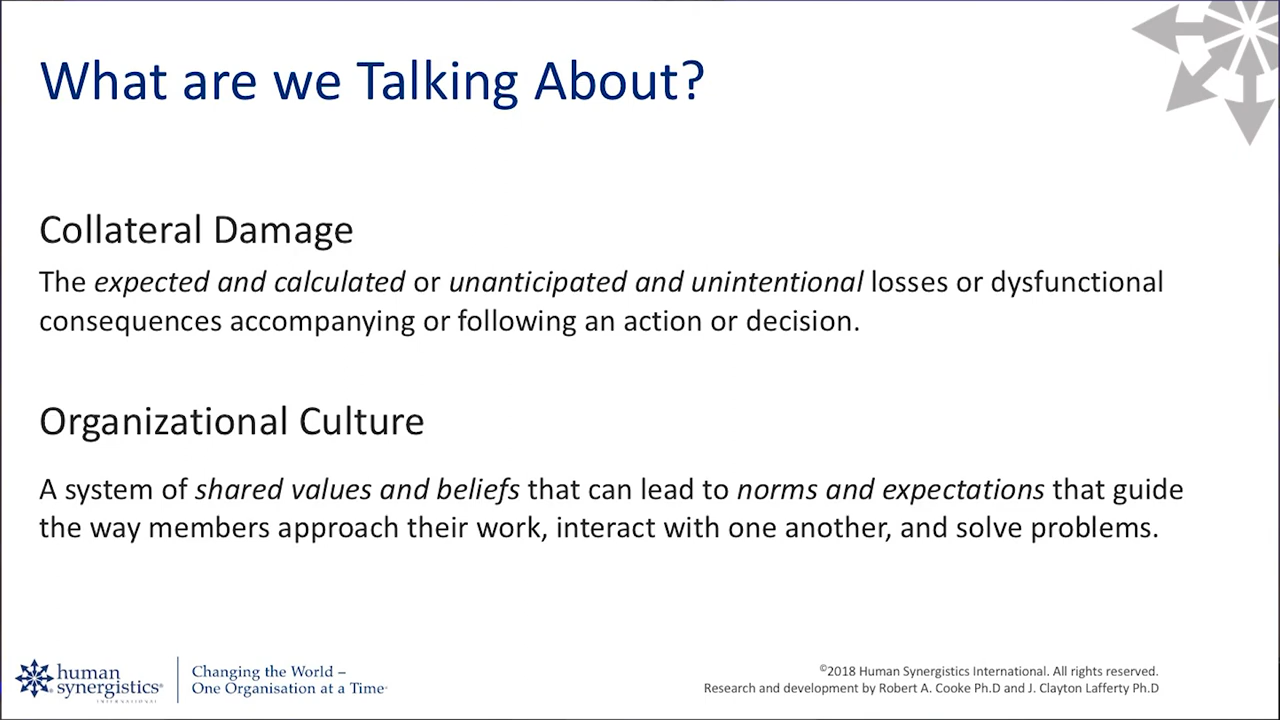 What are we Talking About?
Collateral Damage
The expected and calculated or unanticipated and unintentional losses or dysfunctional
consequences accompanying or following an action or decision.
Organizational Culture
A system of shared values and beliefs that can lead to norms and expectations that guide
the way members approach their work, interact with one another, and solve problems.
human
synergistics®
INTERNATIONAL
Changing the World –
One Organisation at a Time
©2018 Human Synergistics International. All rights reserved.
Research and development by Robert A. Cooke Ph.D and J. Clayton Lafferty Ph.D